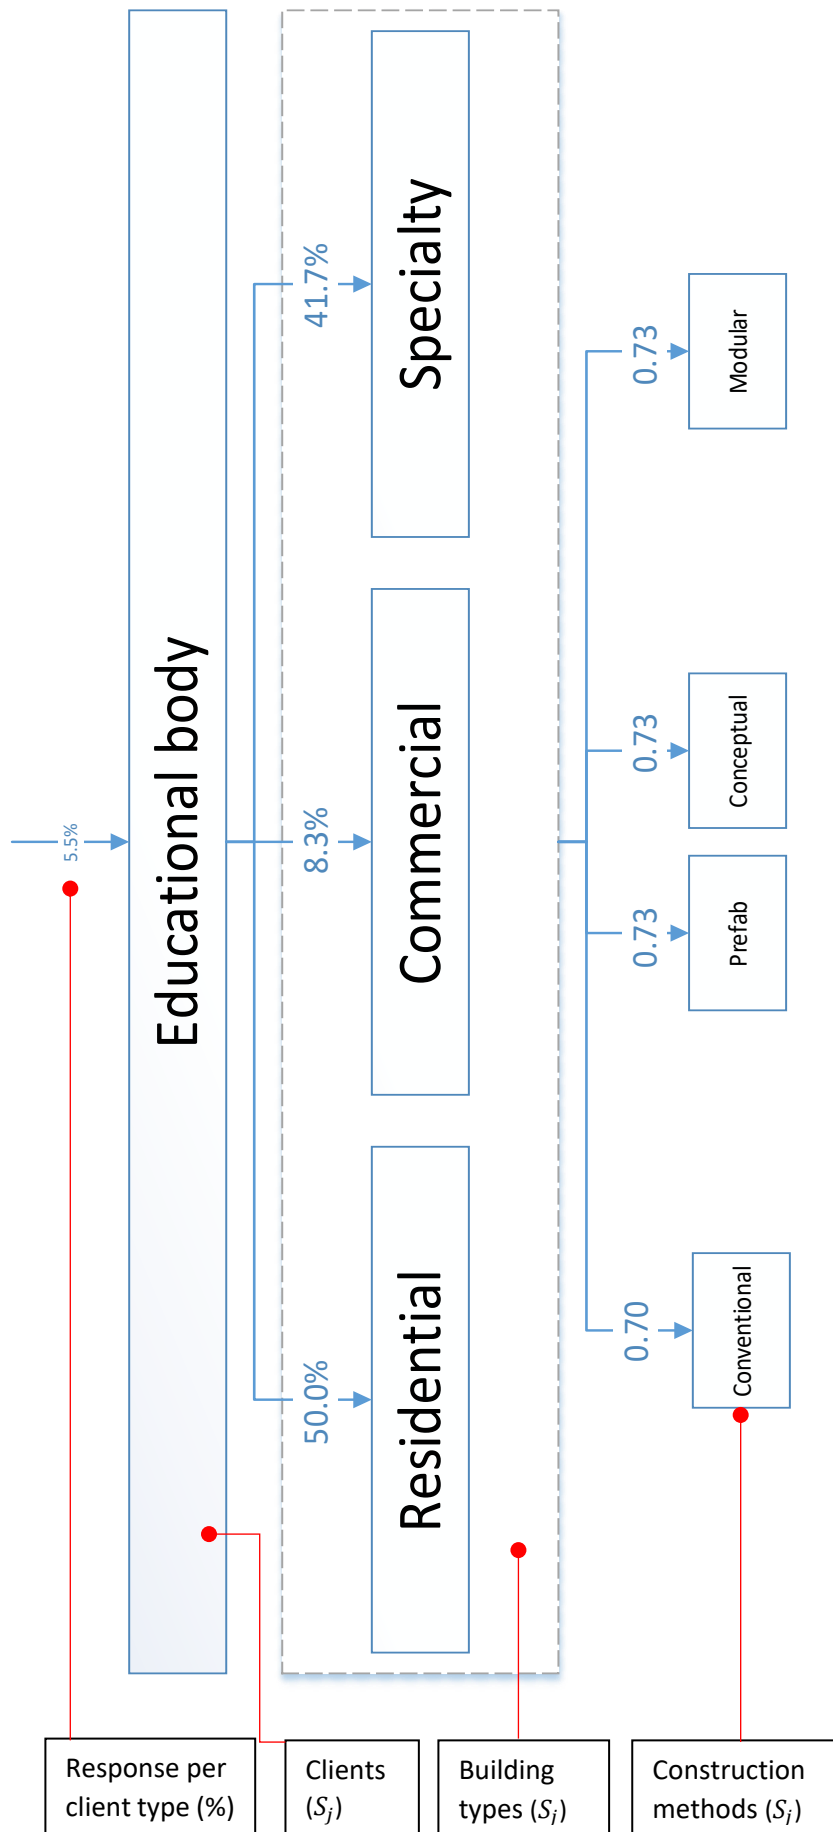 5.5%
Educational body
50.0%
8.3%
41.7%
Residential
Commercial
Specialty
0.70
0.73
0.73
0.73
Conventional
Prefab
Conceptual
Modular
Response per
client type (%)
Clients
(𝑆𝑗)
Building
types (𝑆𝑗)
Construction
methods (𝑆𝑗)